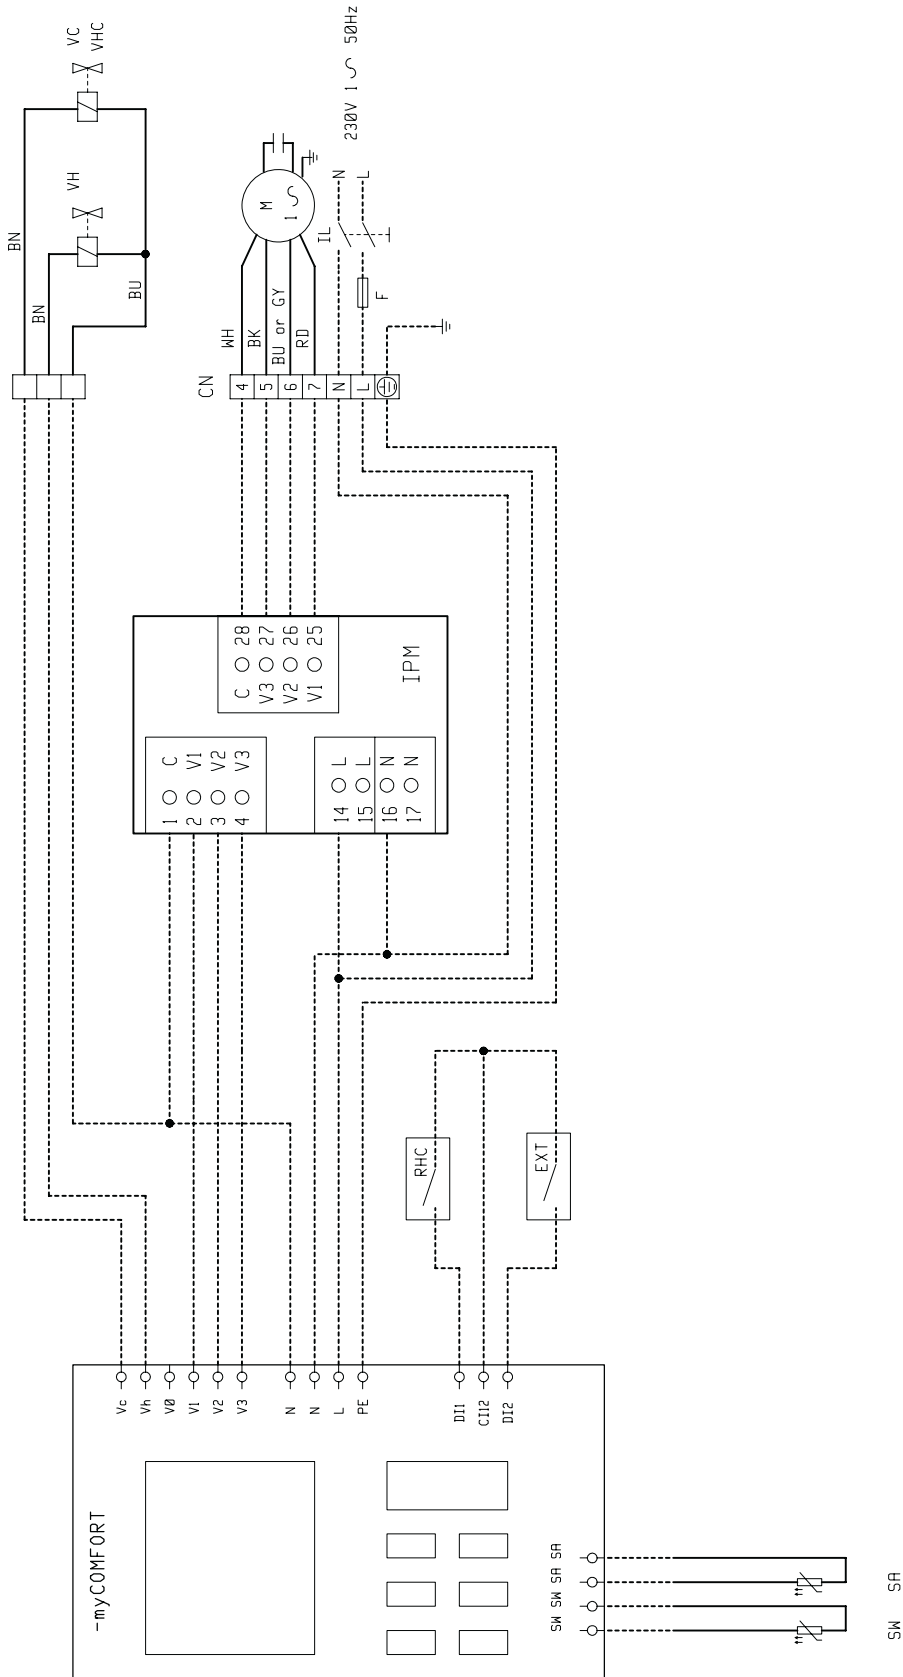 VC
VHC
VH
BN
BN
BU
230V 1 50Hz
N
L
M
1
IL
F
WH
BK
BU or GY
RD
CN
4
5
6
7
N
L
C 28
V3 27
V2 26
V1 25
IPM
1 C
2 V1
3 V2
4 V3
14 L
15 L
16 N
17 N
RHC
EXT
Vc
Vh
V0
V1
V2
V3
N
N
L
PE
DI1
CI12
DI2
-myCOMFORT
SW SW SA SA
SW
SA